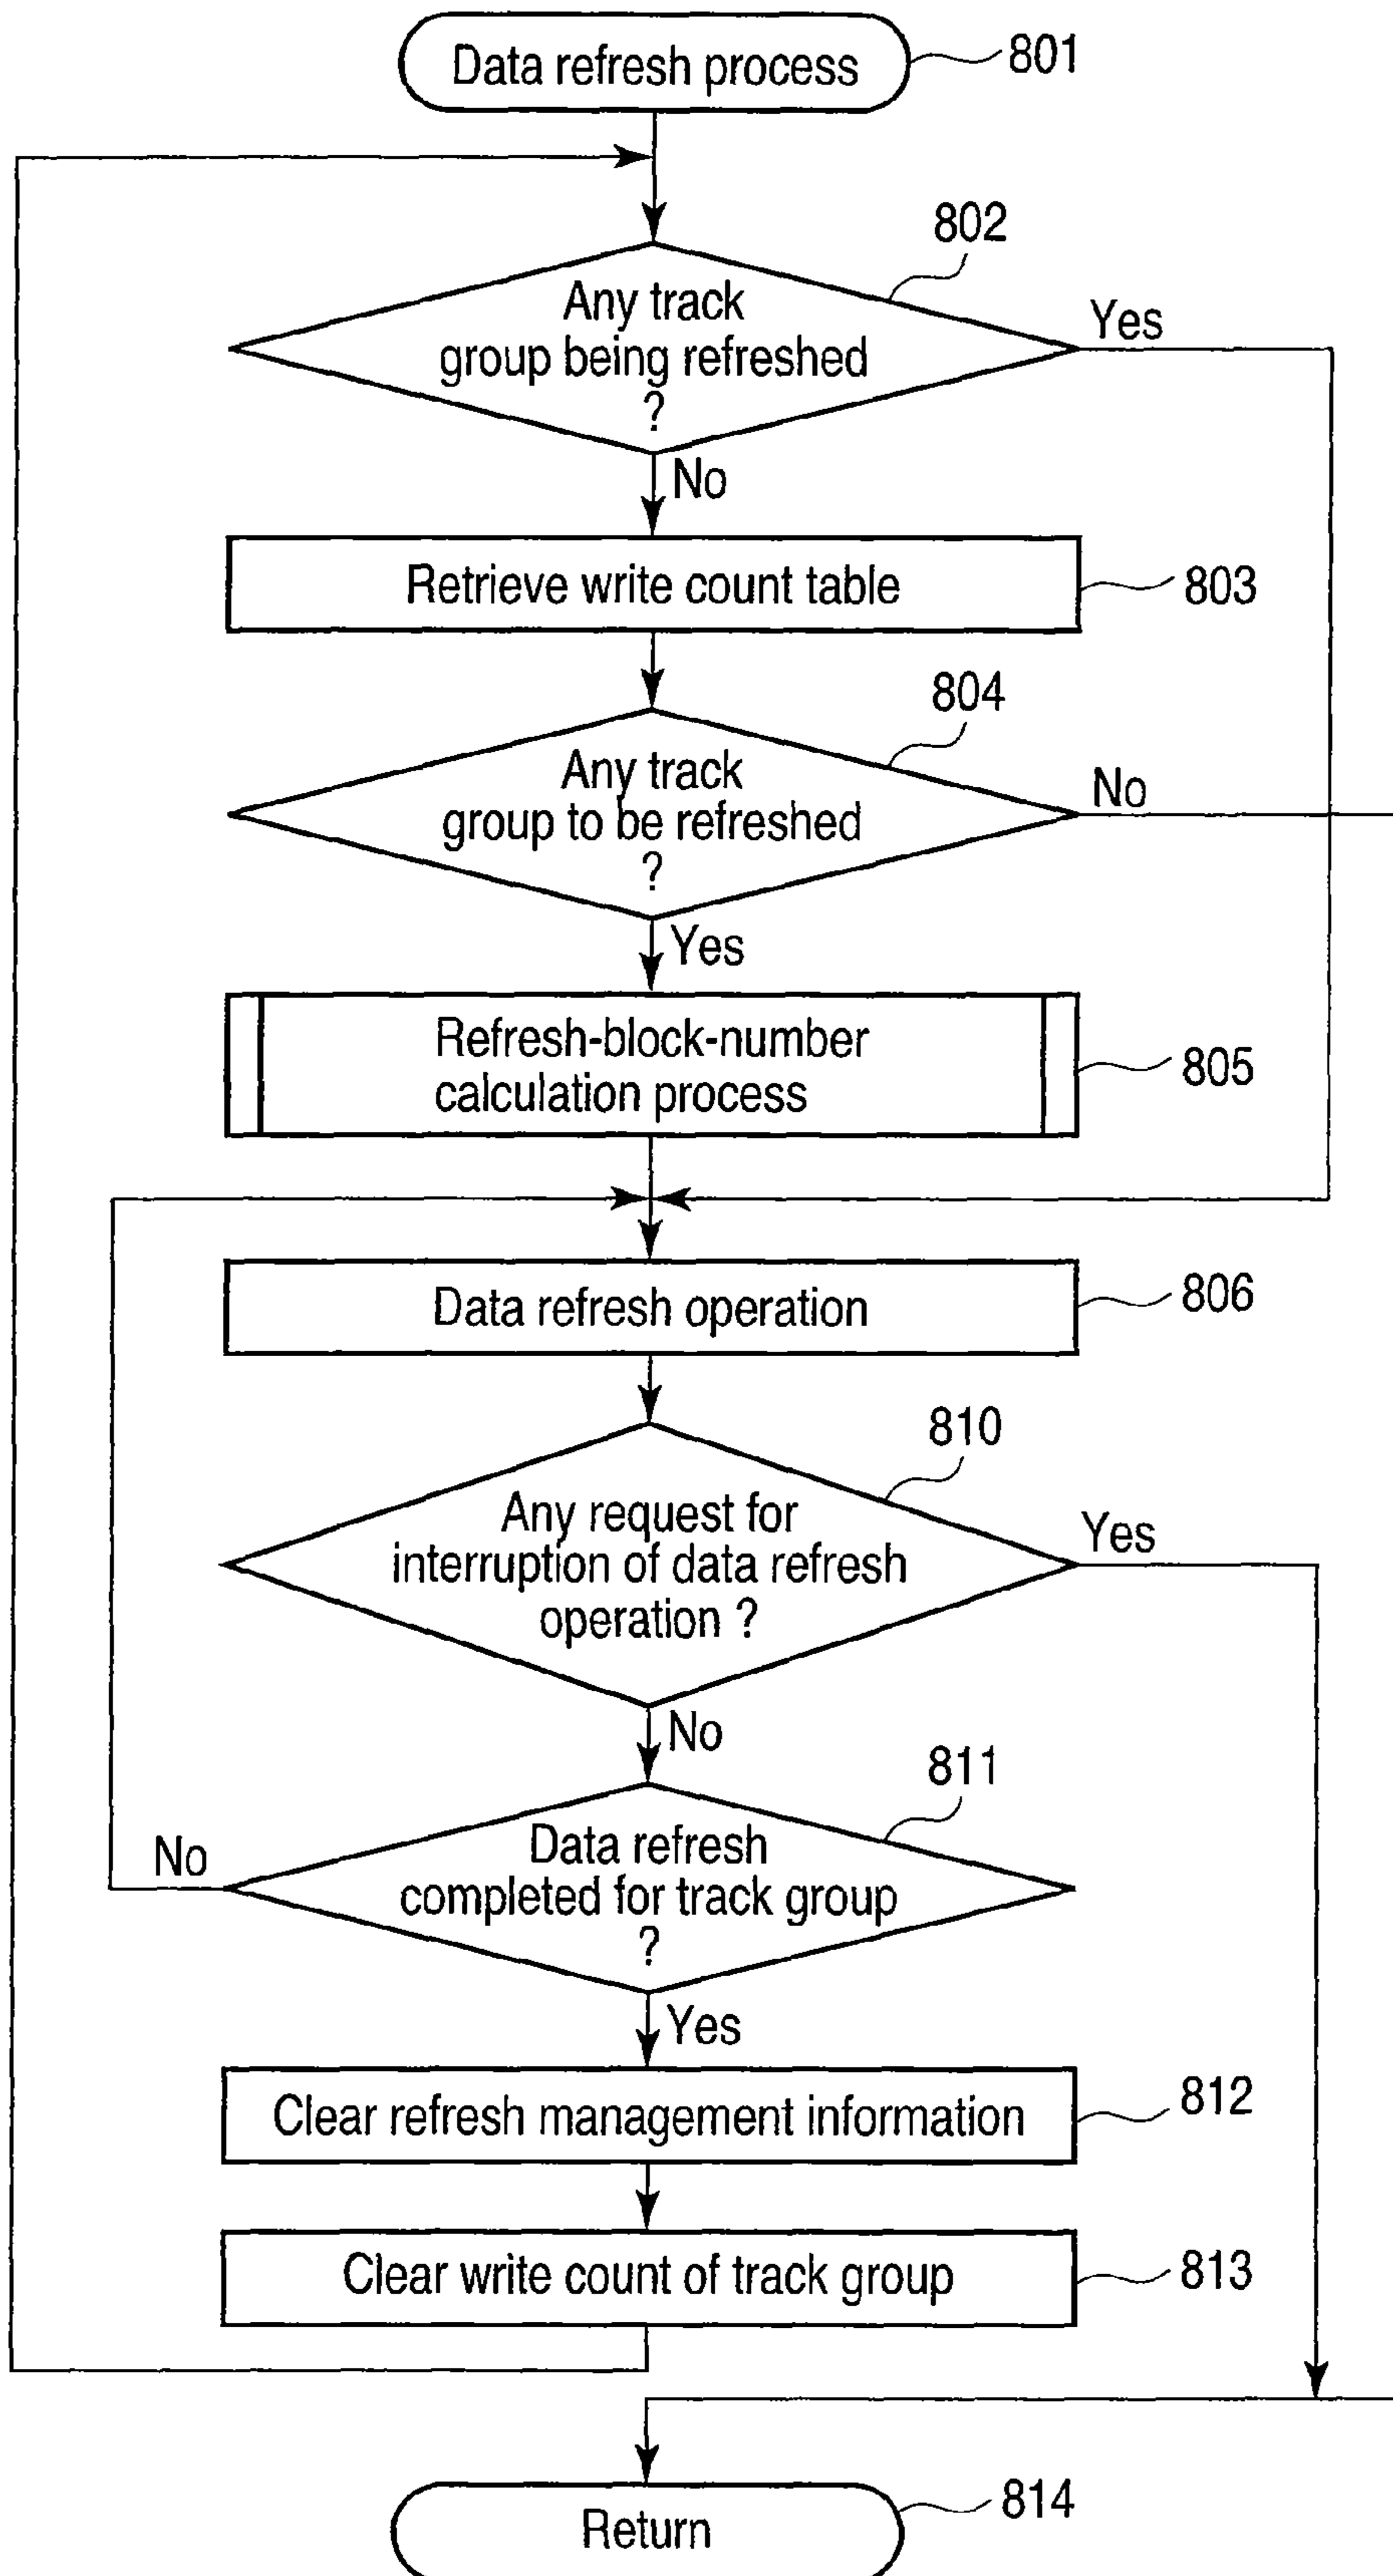 Data refresh process
801
802
Any track
group being refreshed
?
Yes
No
Retrieve write count table
803
804
Any track
group to be refreshed
?
No
Yes
Refresh-block-number
calculation process
805
Data refresh operation
806
810
Any request for
interruption of data refresh
operation ?
Yes
No
811
Data refresh
completed for track group
?
No
Yes
Clear refresh management information
812
Clear write count of track group
813
Return
814